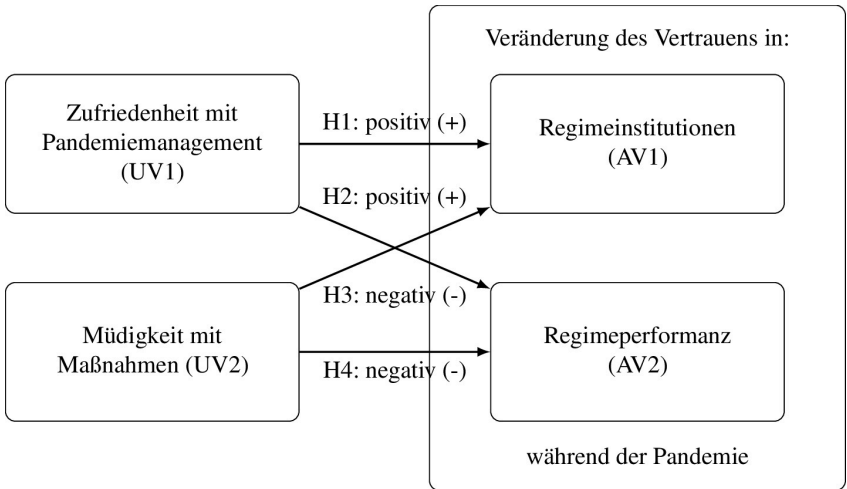 Veränderung des Vertrauens in:
Zufriedenheit mit
Pandemiemanagement
(UV1)
H1: positiv (+)
Regimeinstitutionen
(AV1)
H2: positiv (+)
H3: negativ (-)
Müdigkeit mit
Maßnahmen (UV2)
H4: negativ (-)
Regimeperformanz
(AV2)
während der Pandemie